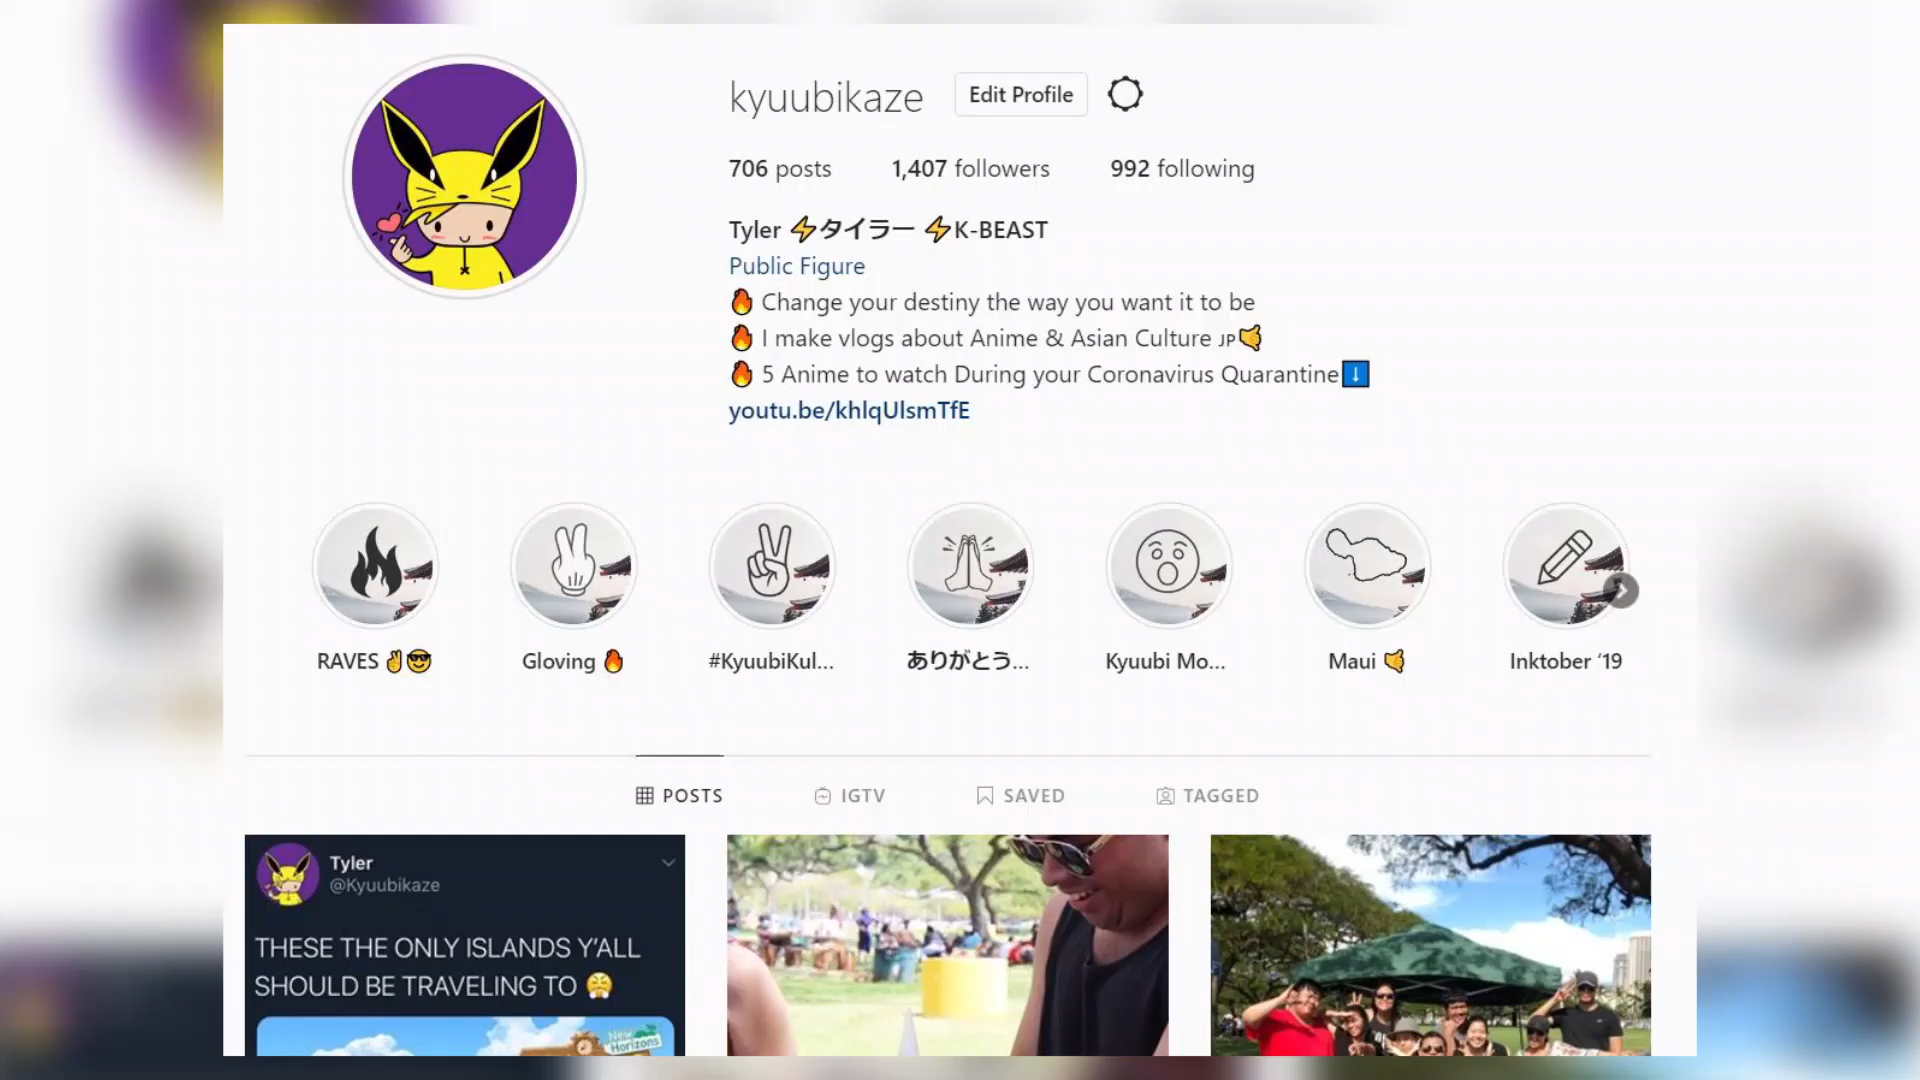 kyuubikaze Edit Profile
706 posts 1,407 followers 992 following
Tyler ⚡タイラー ⚡K-BEAST
Public Figure
🔥 Change your destiny the way you want it to be
🔥 I make vlogs about Anime & Asian Culture JP🤙
🔥 5 Anime to watch During your Coronavirus Quarantine⬇️
youtu.be/khlqUlsmTfE
RAVES ✌️😎 Gloving 🔥 #KyuubiKul... ありがとう... Kyuubi Mo... Maui 🤙 Inktober ‘19
POSTS IGTV SAVED TAGGED
Tyler
@Kyuubikaze
THESE THE ONLY ISLANDS Y'ALL
SHOULD BE TRAVELING TO 😤
New
Horizons